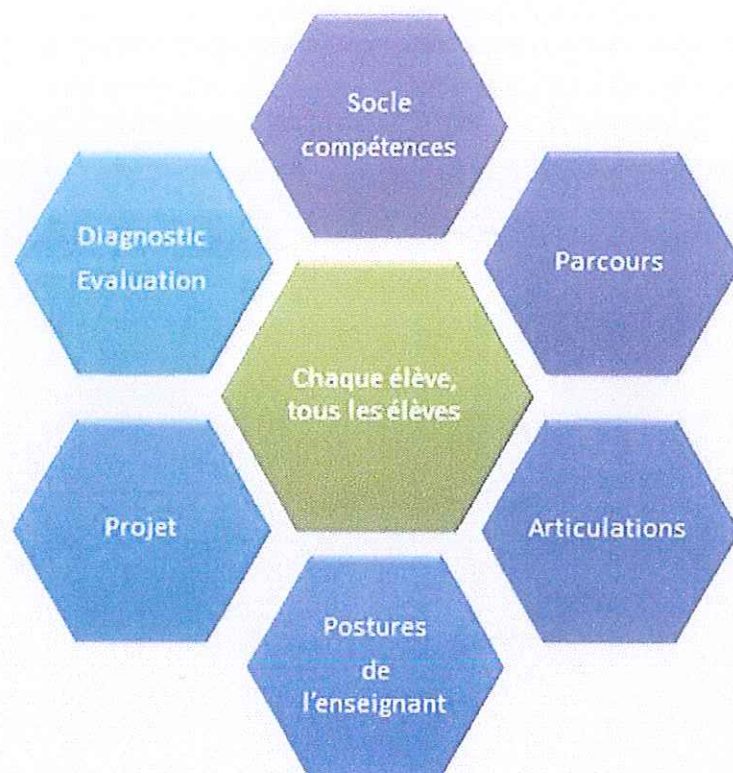 Socle
compétences
Diagnostic
Evaluation
Parcours
Chaque élève,
tous les élèves
Projet
Articulations
Postures
de
l'enseignant